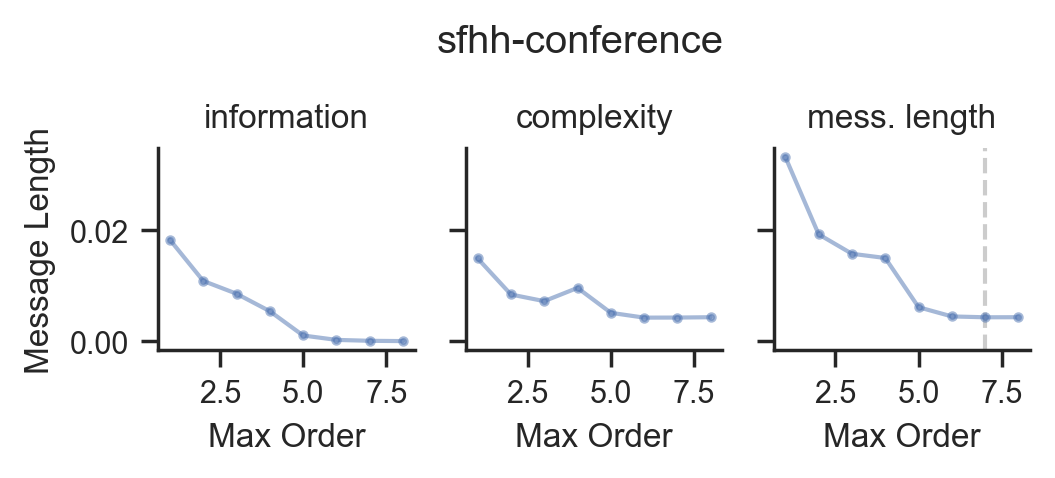 sfhh-conference
information
complexity
mess. length
Message Length
0.02
0.00
2.5 5.0 7.5
2.5 5.0 7.5
2.5 5.0 7.5
Max Order
Max Order
Max Order